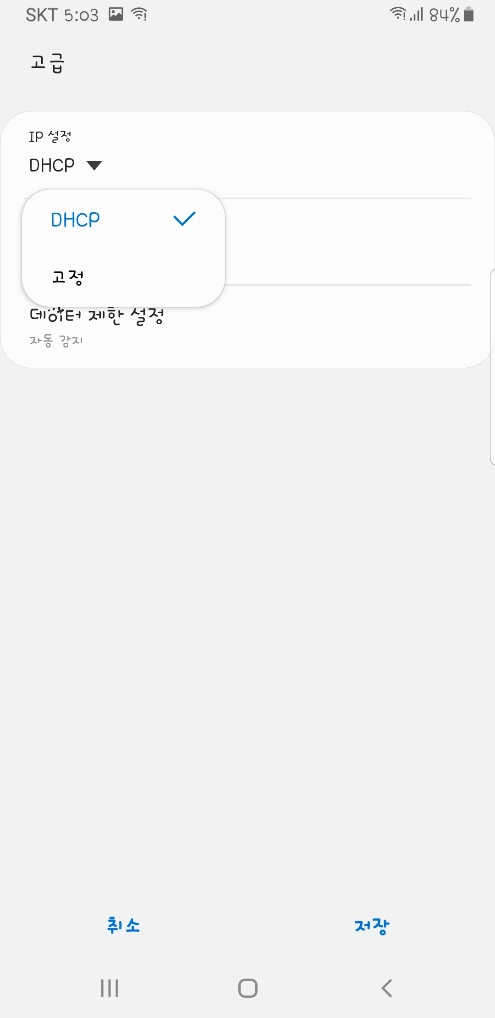 SKT 5:03 84%
고급
IP 설정
DHCP
DHCP
고정
데이터 제한 설정
자동 감지
취소 저장